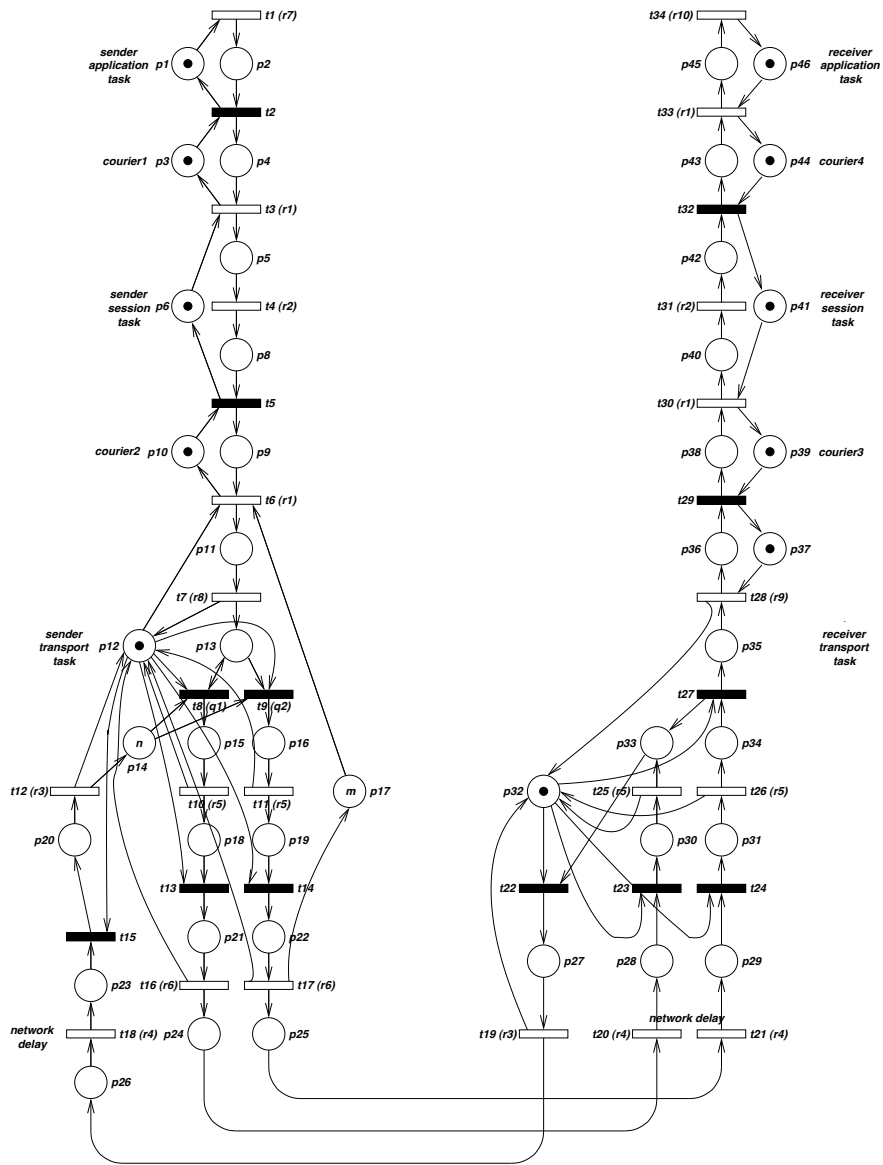 t1 (r7)
t34 (r10)
sender
application
task
p1
p2
p45
p46
receiver
application
task
t2
t33 (r1)
courier1
p3
p4
p43
p44
courier4
t3 (r1)
t32
p5
p42
sender
session
task
p6
t4 (r2)
t31 (r2)
p41
receiver
session
task
p8
p40
t5
t30 (r1)
courier2
p10
p9
p38
p39
courier3
t6 (r1)
t29
p11
p36
p37
t7 (r8)
t28 (r9)
sender
transport
task
p12
p13
p35
receiver
transport
task
t8 (q1)
t9 (q2)
t27
n
p14
p15
p16
p33
p34
t12 (r3)
t10 (r5)
t11 (r5)
m
p17
p32
t25 (r5)
t26 (r5)
p20
p18
p19
p30
p31
t13
t14
t22
t23
t24
t15
p21
p22
p27
p28
p29
p23
t16 (r6)
t17 (r6)
network
delay
t18 (r4)
p24
p25
t19 (r3)
network delay
t20 (r4)
t21 (r4)
p26